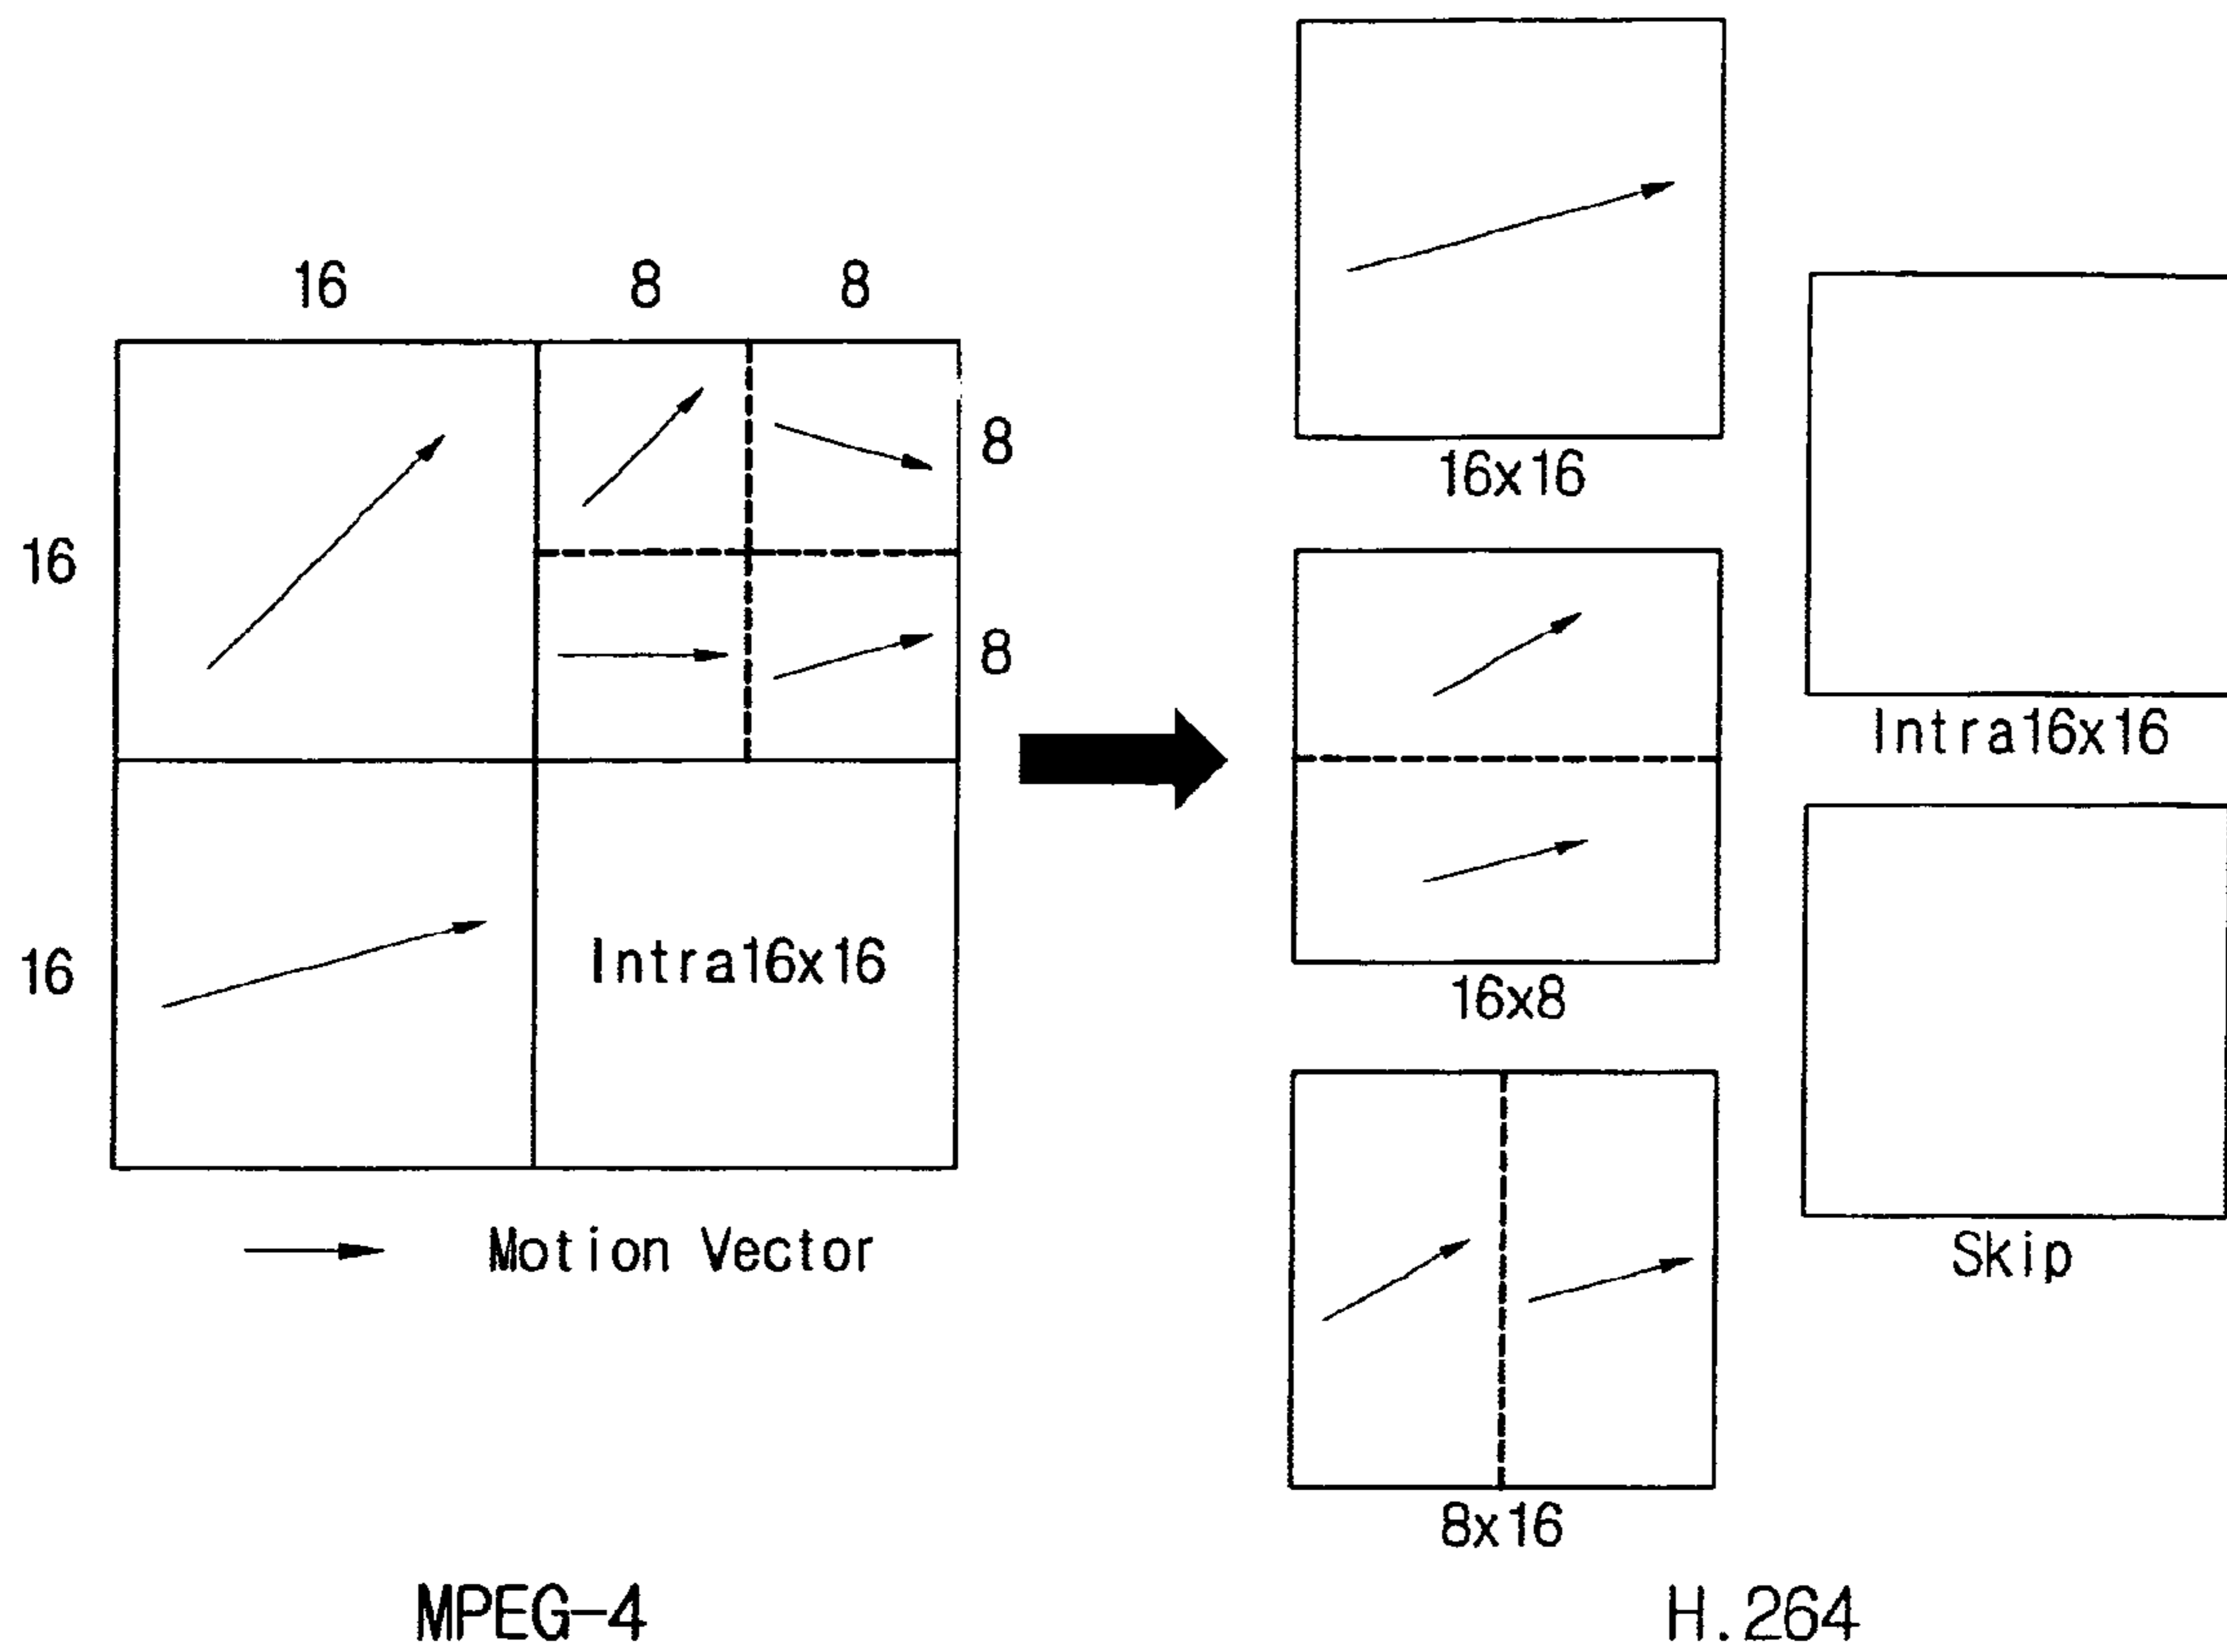 16 8 8
16
8
8
16
Intra16x16
Motion Vector
MPEG-4
16x16
16x8
8x16
Intra16x16
Skip
H.264